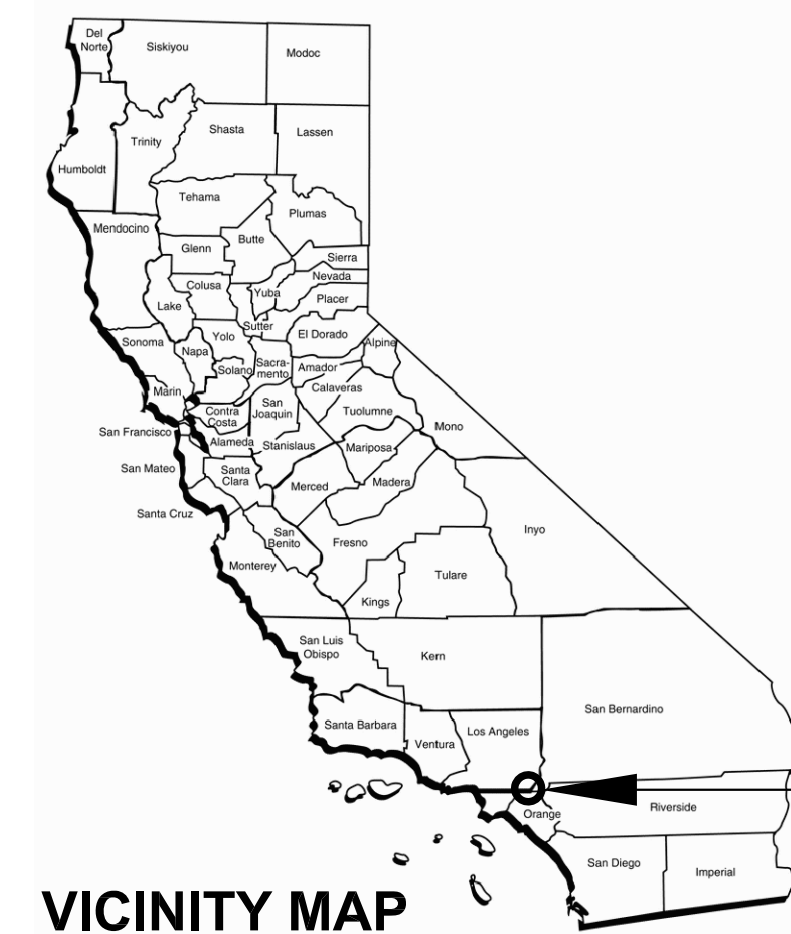 Del
Norte
Siskiyou
Modoc
Shasta
Lassen
Trinity
Humboldt
Tehama
Plumas
Mendocino
Butte
Glenn
Sierra
Nevada
Colusa
Yuba
Placer
Lake
Sutter
El Dorado
Yolo
Sonoma
Alpine
Napa
Sacra-
mento
Solano
Amador
Calaveras
Marin
San
Joaquin
Contra
Costa
Tuolumne
Mono
San Francisco
Alameda
Stanislaus
Mariposa
San Mateo
Santa
Clara
Madera
Merced
Santa Cruz
Inyo
San
Benito
Fresno
Monterey
Tulare
Kings
San Luis
Obispo
Kern
San Bernardino
Santa Barbara
Los Angeles
Ventura
Riverside
Orange
San Diego
Imperial
VICINITY MAP